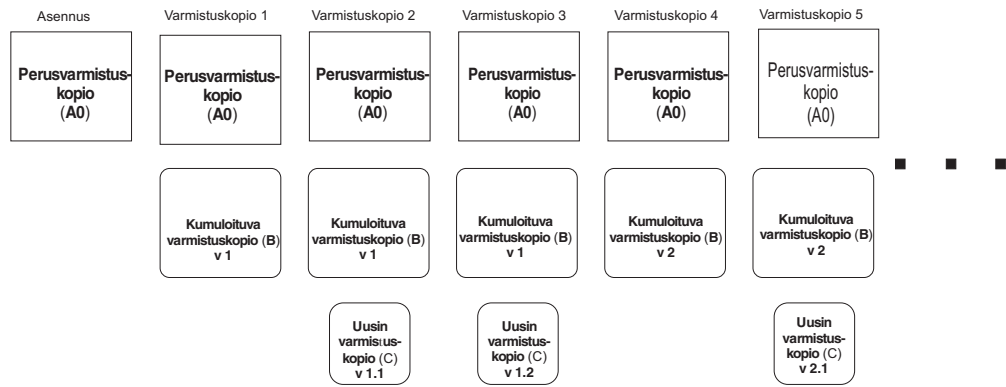 Asennus
Varmistuskopio 1
Varmistuskopio 2
Varmistuskopio 3
Varmistuskopio 4
Varmistuskopio 5
Perusvarmistus-
kopio
(A0)
Perusvarmistus-
kopio
(A0)
Perusvarmistus-
kopio
(A0)
Perusvarmistus-
kopio
(A0)
Perusvarmistus-
kopio
(A0)
Perusvarmistus-
kopio
(A0)
Kumuloituva
varmistuskopio (B)
v 1
Kumuloituva
varmistuskopio (B)
v 1
Kumuloituva
varmistuskopio (B)
v 1
Kumuloituva
varmistuskopio (B)
v 2
Kumuloituva
varmistuskopio (B)
v 2
Uusin
varmistus-
kopio (C)
v 1.1
Uusin
varmistus-
kopio (C)
v 1.2
Uusin
varmistus-
kopio (C)
v 2.1